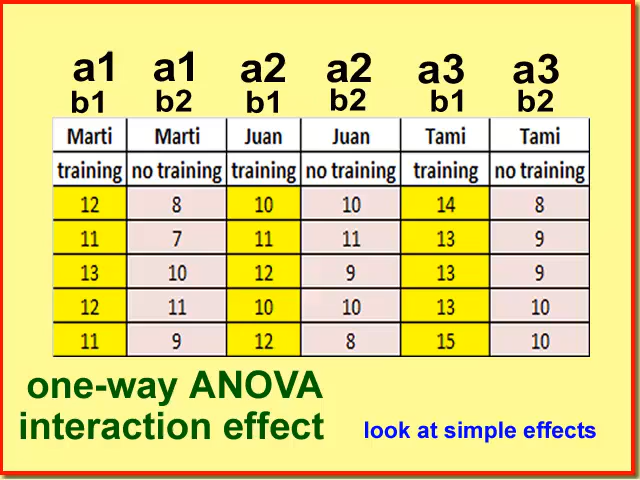 a1 a1 a2 a2 a3 a3
b1 b2 b1 b2 b1 b2
Marti Marti Juan Juan Tami Tami
training no training training no training training no training
12 8 10 10 14 8
11 7 11 11 13 9
13 10 12 9 13 9
12 11 10 10 13 10
11 9 12 8 15 10
one-way ANOVA
interaction effect
look at simple effects